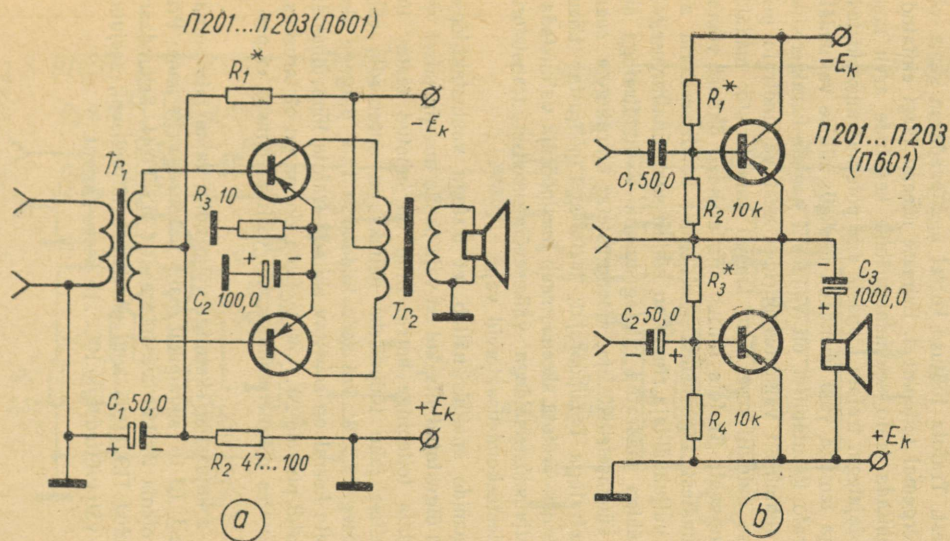 П201...П203(П601)
R1*
-Ek
Tr1
R3 10
+ -
C2 100,0
Tr2
C1 50,0
+ -
R2 47...100
+Ek
a
-Ek
R1*
П201...П203
(П601)
C1 50,0
R2 10k
R3*
-
C3
1000,0
+
C2 50,0
- +
R4 10k
+Ek
b